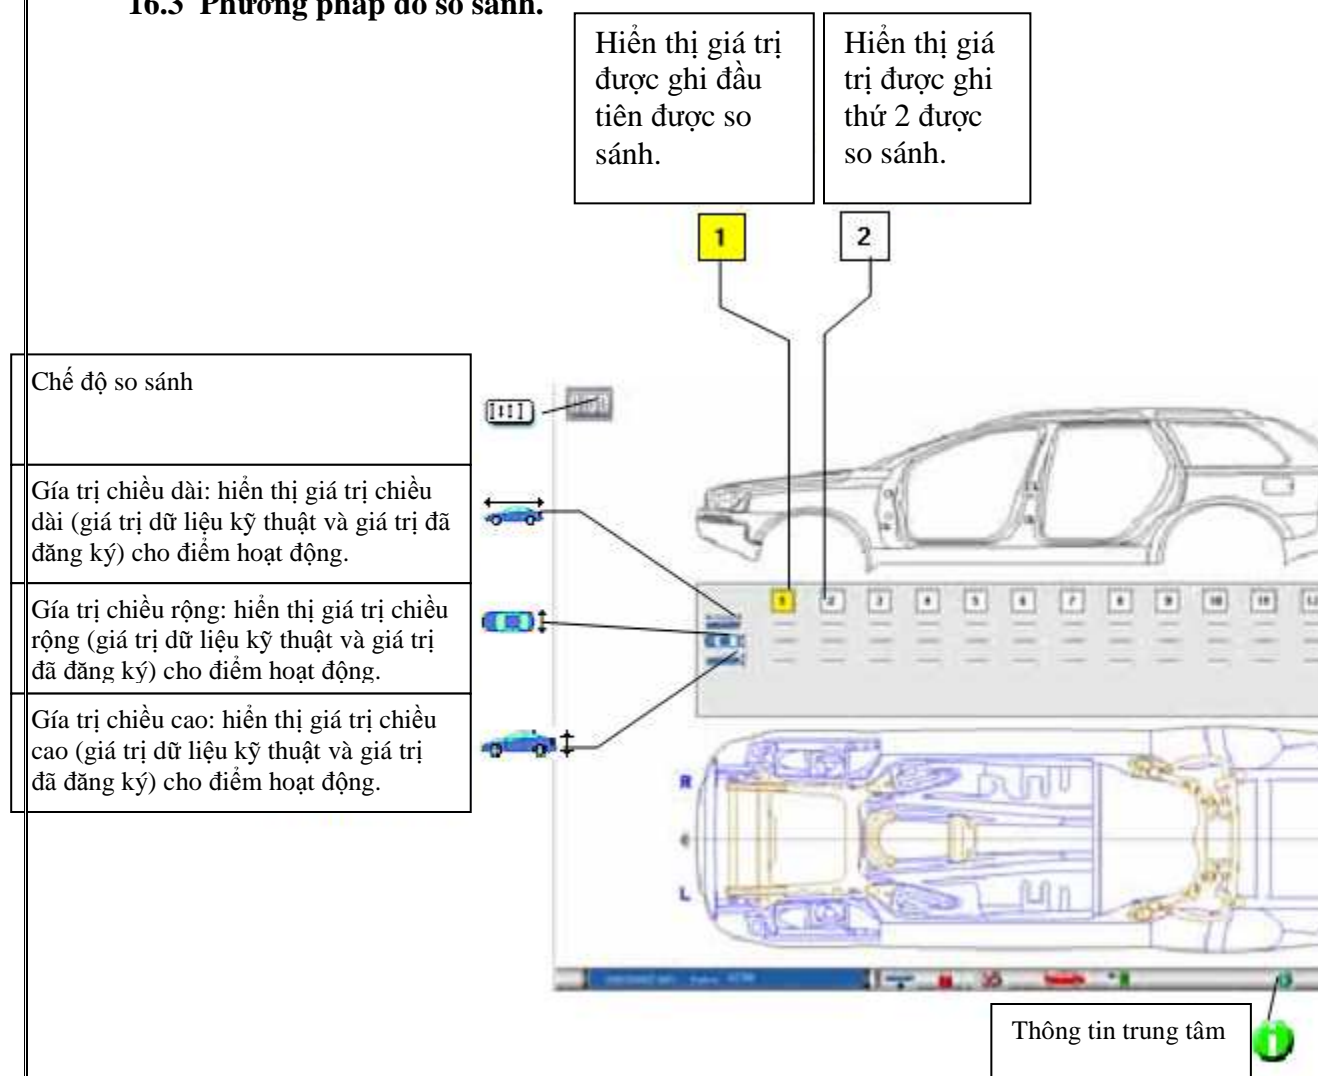 16.3 Phương pháp đo so sánh.
Hiển thị giá trị
được ghi đầu
tiên được so
sánh.
Hiển thị giá
trị được ghi
thứ 2 được
so sánh.
1
2
Chế độ so sánh
Gía trị chiều dài: hiển thị giá trị chiều
dài (giá trị dữ liệu kỹ thuật và giá trị đã
đăng ký) cho điểm hoạt động.
Gía trị chiều rộng: hiển thị giá trị chiều
rộng (giá trị dữ liệu kỹ thuật và giá trị
đã đăng ký) cho điểm hoạt động.
Gía trị chiều cao: hiển thị giá trị chiều
cao (giá trị dữ liệu kỹ thuật và giá trị
đã đăng ký) cho điểm hoạt động.
1 2 3 4 5 6 7 8 9 10 11 12
R
L
Thông tin trung tâm